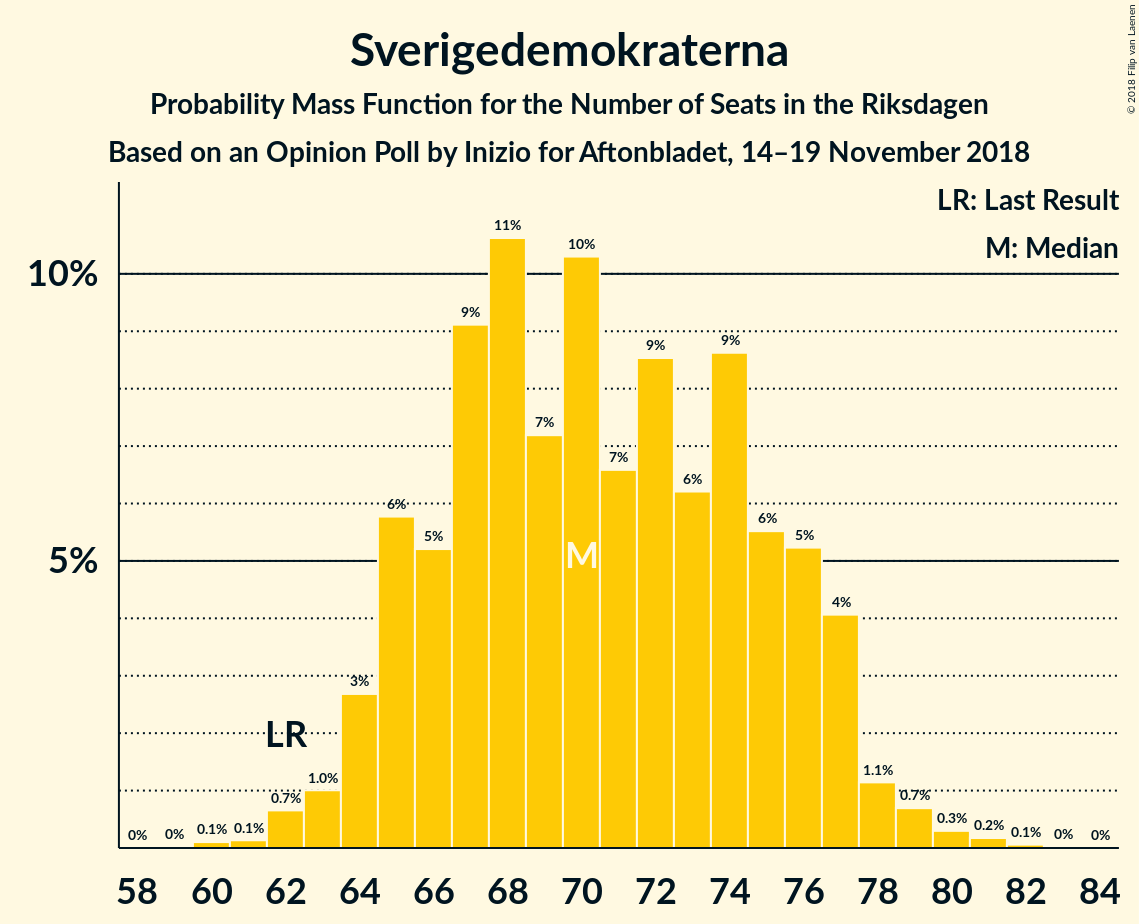 Sverigedemokraterna
Probability Mass Function for the Number of Seats in the Riksdagen
Based on an Opinion Poll by Inizio for Aftonbladet, 14–19 November 2018
© 2018 Filip van Laenen
LR: Last Result
M: Median
10%
5%
0% 0% 0.1% 0.1% 0.7% 1.0% 3% 6% 5% 9% 11% 7% 10% 7% 9% 6% 9% 6% 5% 4% 1.1% 0.7% 0.3% 0.2% 0.1% 0% 0%
LR
M
58 60 62 64 66 68 70 72 74 76 78 80 82 84